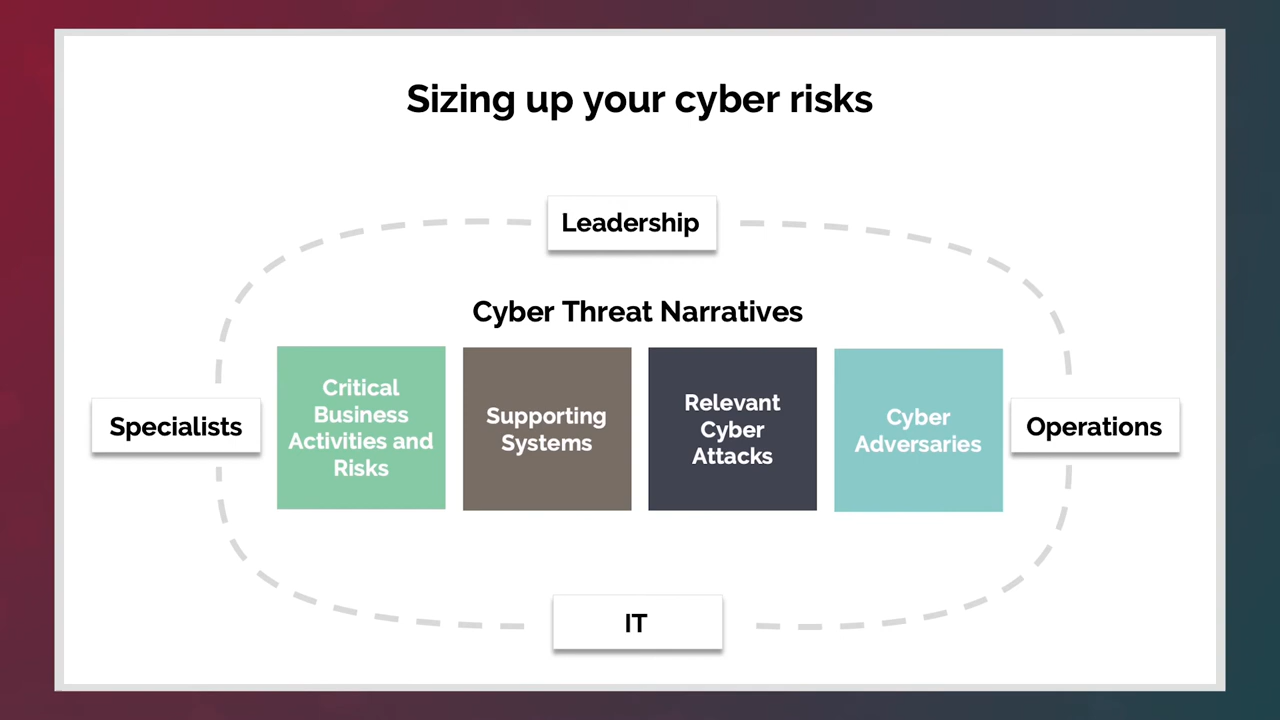 Sizing up your cyber risks
Leadership
Cyber Threat Narratives
Specialists
Critical
Business
Activities and
Risks
Supporting
Systems
Relevant
Cyber
Attacks
Cyber
Adversaries
Operations
IT